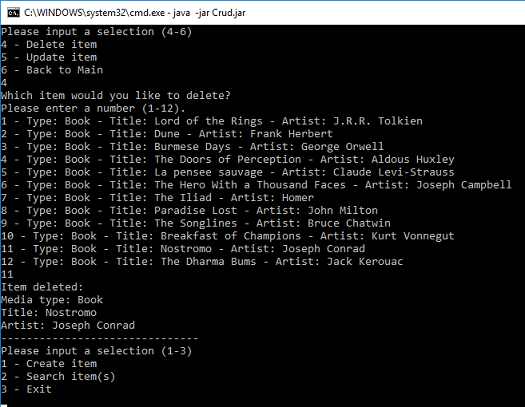 C:\WINDOWS\system32\cmd.exe - java -jar Crud.jar
Please input a selection (4-6)
4 - Delete item
5 - Update item
6 - Back to Main
4
Which item would you like to delete?
Please enter a number (1-12).
1 - Type: Book - Title: Lord of the Rings - Artist: J.R.R. Tolkien
2 - Type: Book - Title: Dune - Artist: Frank Herbert
3 - Type: Book - Title: Burmese Days - Artist: George Orwell
4 - Type: Book - Title: The Doors of Perception - Artist: Aldous Huxley
5 - Type: Book - Title: La pensee sauvage - Artist: Claude Levi-Strauss
6 - Type: Book - Title: The Hero With a Thousand Faces - Artist: Joseph Campbell
7 - Type: Book - Title: The Iliad - Artist: Homer
8 - Type: Book - Title: Paradise Lost - Artist: John Milton
9 - Type: Book - Title: The Songlines - Artist: Bruce Chatwin
10 - Type: Book - Title: Breakfast of Champions - Artist: Kurt Vonnegut
11 - Type: Book - Title: Nostromo - Artist: Joseph Conrad
12 - Type: Book - Title: The Dharma Bums - Artist: Jack Kerouac
11
Item deleted:
Media type: Book
Title: Nostromo
Artist: Joseph Conrad
-------------------------------
Please input a selection (1-3)
1 - Create item
2 - Search item(s)
3 - Exit